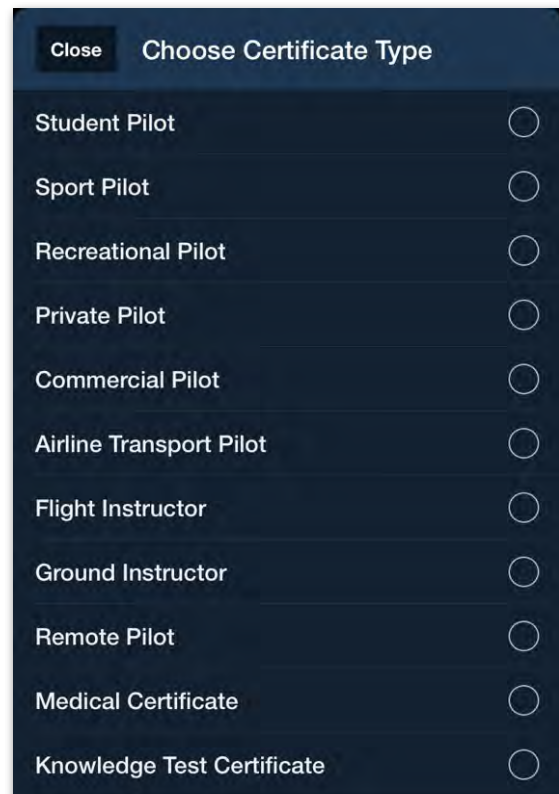 Close Choose Certificate Type
Student Pilot
Sport Pilot
Recreational Pilot
Private Pilot
Commercial Pilot
Airline Transport Pilot
Flight Instructor
Ground Instructor
Remote Pilot
Medical Certificate
Knowledge Test Certificate